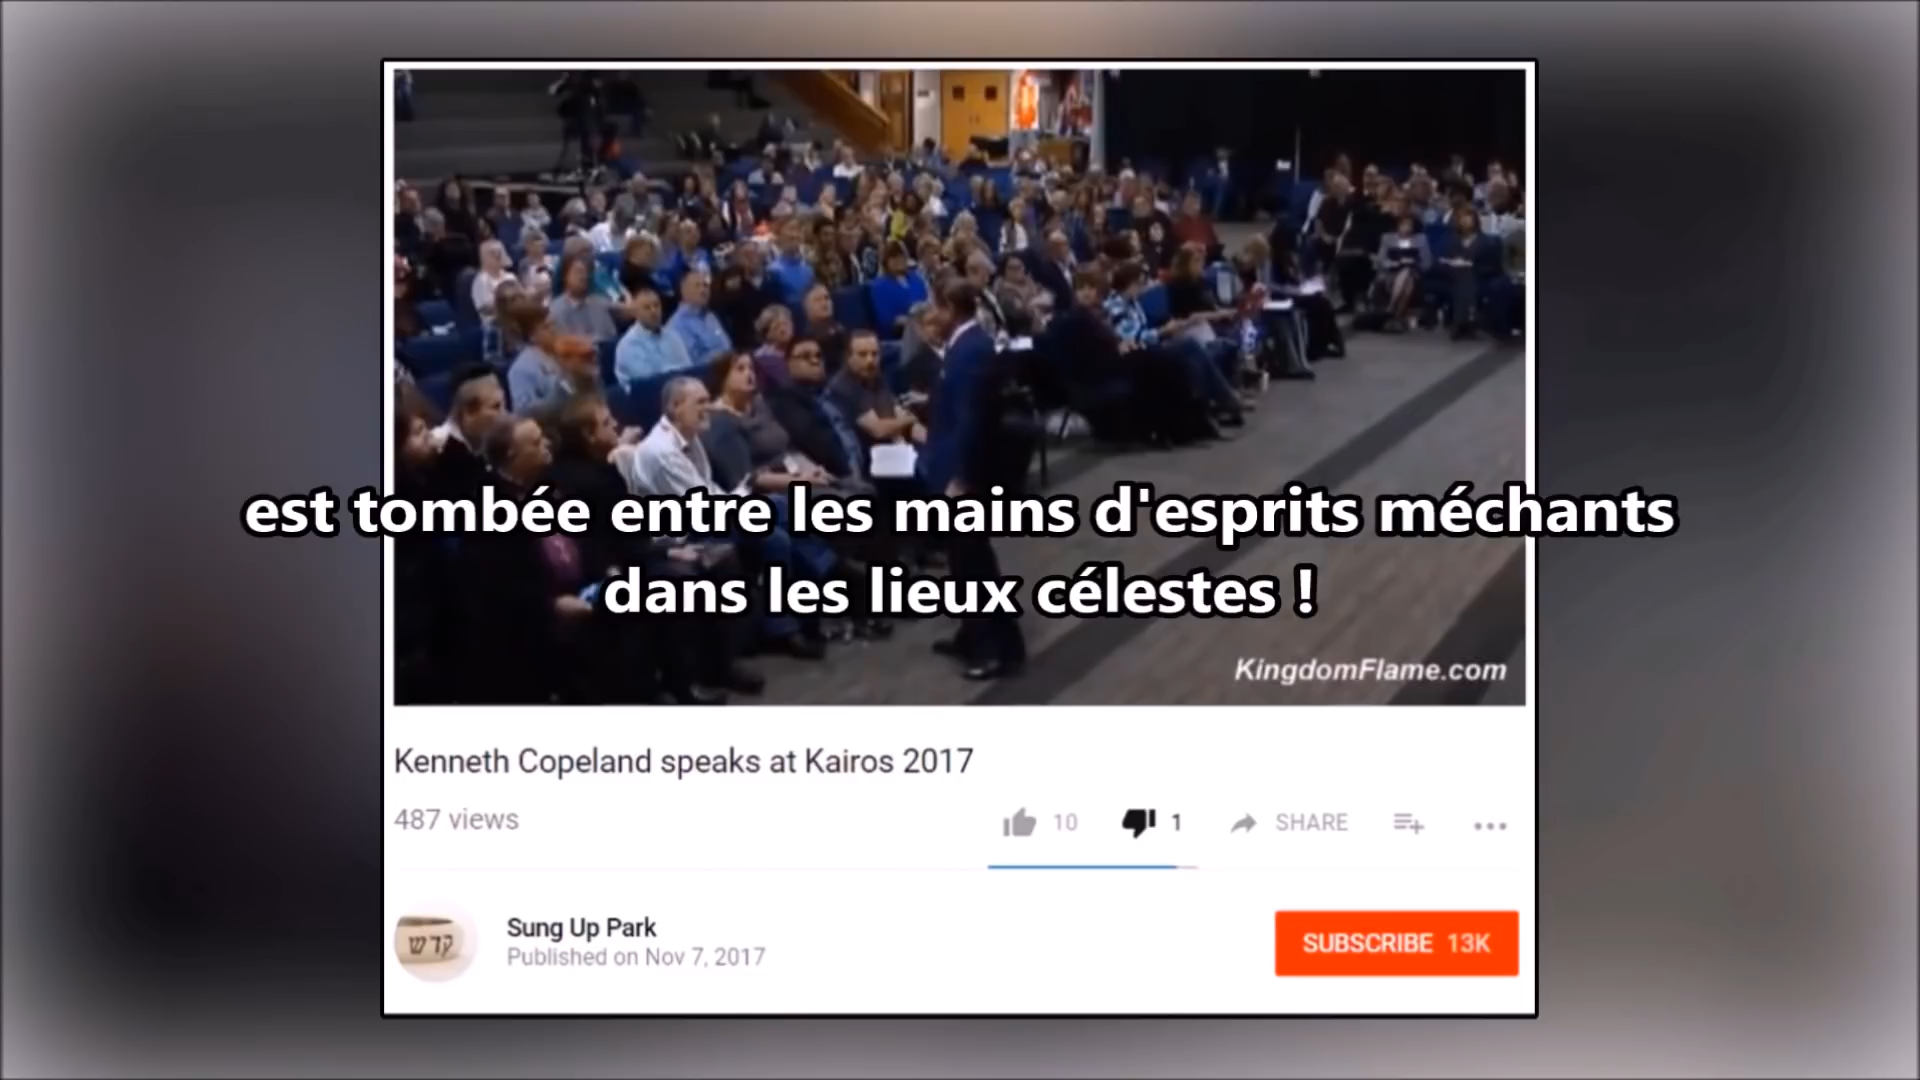 est tombée entre les mains d'esprits méchants
dans les lieux célestes !
KingdomFlame.com
Kenneth Copeland speaks at Kairos 2017
487 views
10
1
SHARE
קדש
Sung Up Park
Published on Nov 7, 2017
SUBSCRIBE 13K